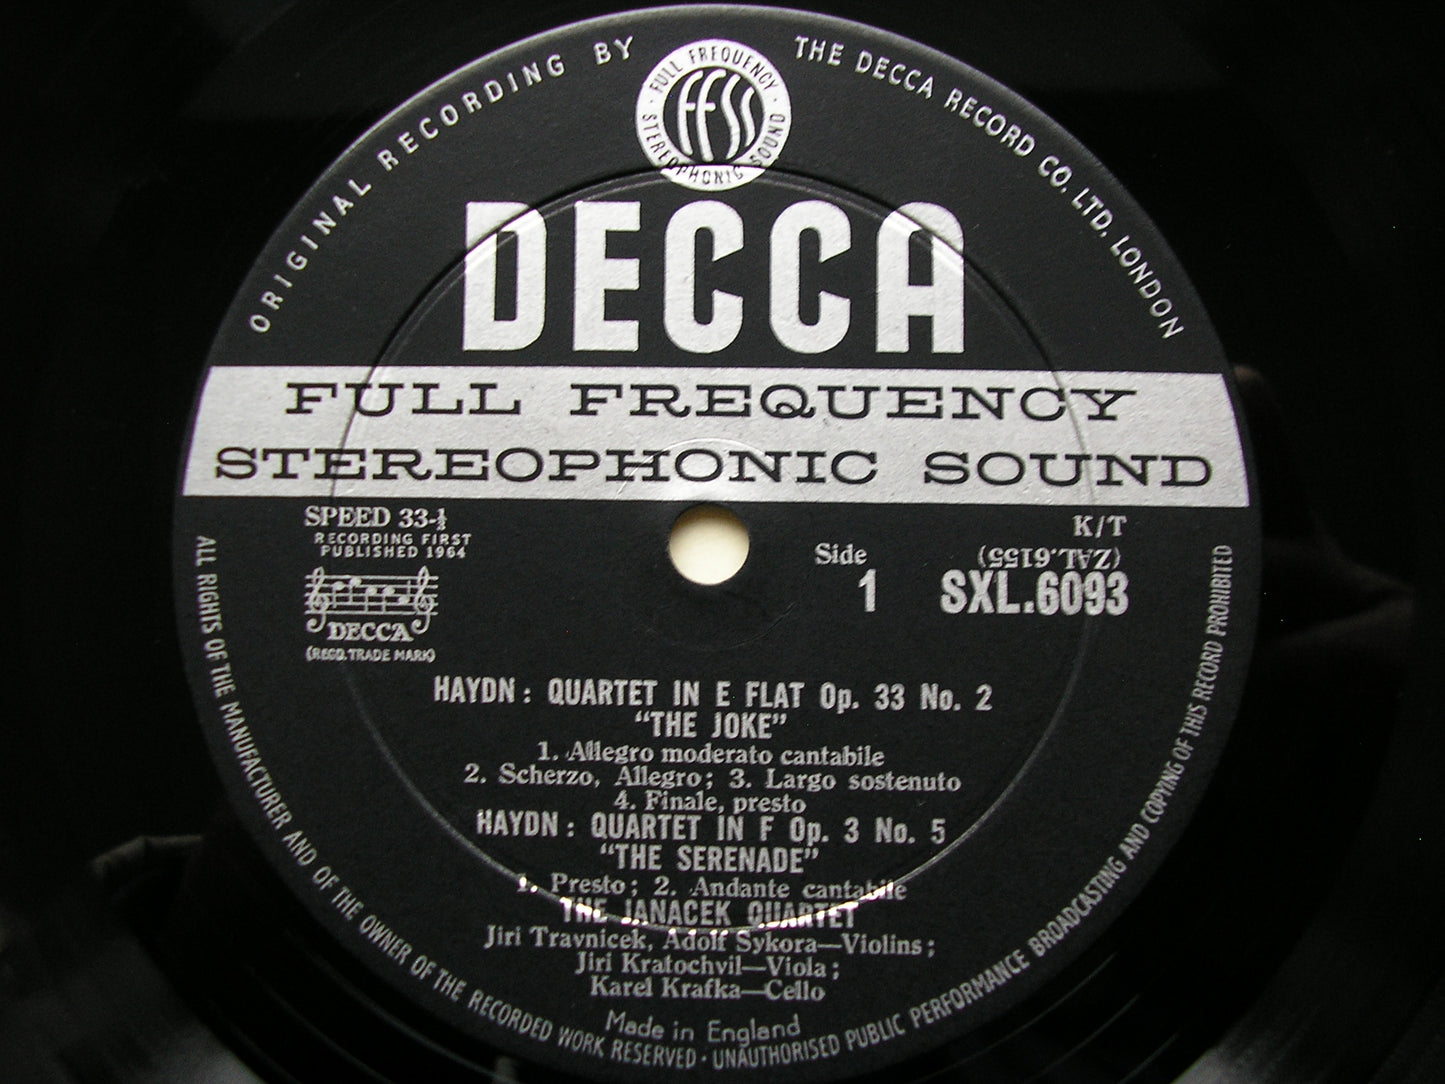 ORIGINAL RECORDING BY
THE DECCA RECORD CO. LTD. LONDON
· FULL FREQUENCY · STEREOPHONIC SOUND
FFSS
DECCA
FULL FREQUENCY
STEREOPHONIC SOUND
SPEED 33-½
RECORDING FIRST
PUBLISHED 1964
DECCA
(REGD. TRADE MARK)
Side
1
K/T
(ZAL.6155)
SXL.6093
HAYDN: QUARTET IN E FLAT Op. 33 No. 2
"THE JOKE"
1. Allegro moderato cantabile
2. Scherzo, Allegro; 3. Largo sostenuto
4. Finale, presto
HAYDN: QUARTET IN F Op. 3 No. 5
"THE SERENADE"
1. Presto; 2. Andante cantabile
THE JANACEK QUARTET
Jiri Travnicek, Adolf Sykora—Violins;
Jiri Kratochvil—Viola;
Karel Krafka—Cello
Made in England
ALL RIGHTS OF THE MANUFACTURER AND OF THE OWNER OF THE RECORDED WORK RESERVED · UNAUTHORISED PUBLIC PERFORMANCE BROADCASTING AND COPYING OF THIS RECORD PROHIBITED